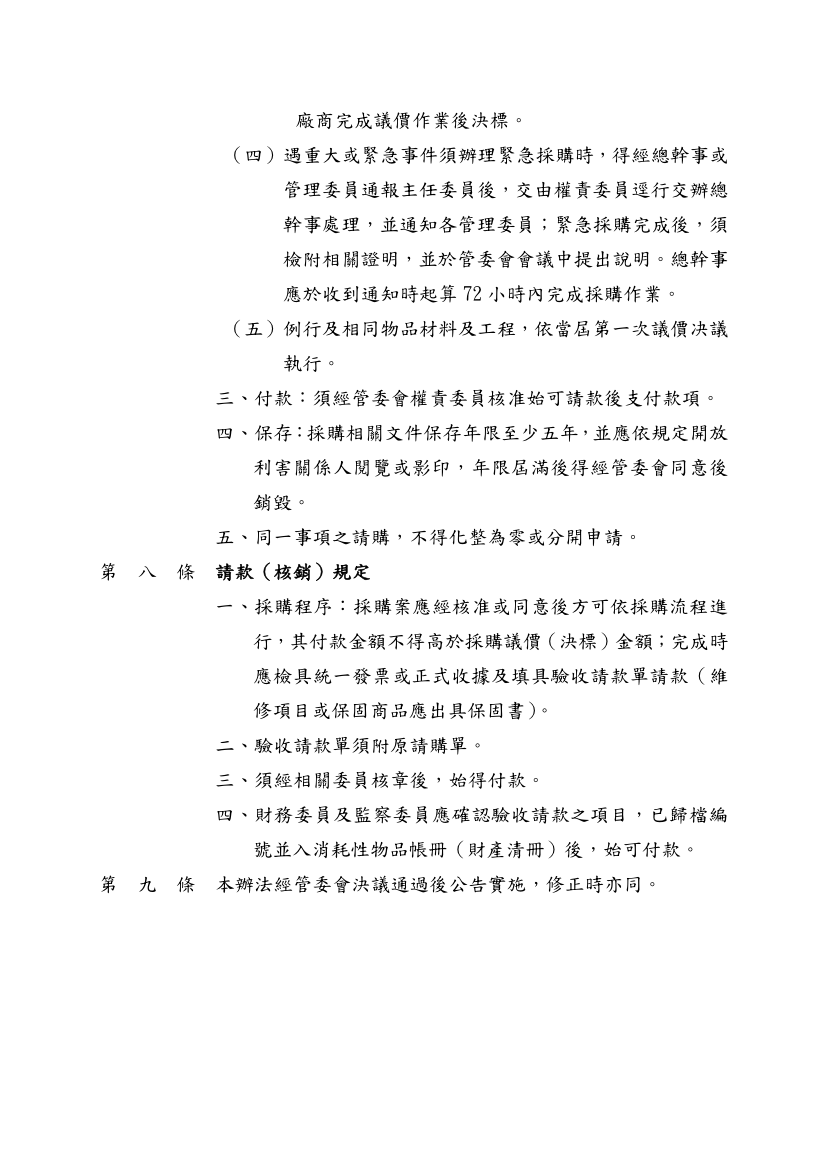 廠商完成議價作業後決標。
（四）遇重大或緊急事件須辦理緊急採購時，得經總幹事或
管理委員通報主任委員後，交由權責委員逕行交辦總
幹事處理，並通知各管理委員；緊急採購完成後，須
檢附相關證明，並於管委會會議中提出說明。總幹事
應於收到通知時起算 72 小時內完成採購作業。
（五）例行及相同物品材料及工程，依當屆第一次議價決議
執行。
三、付款：須經管委會權責委員核准始可請款後支付款項。
四、保存：採購相關文件保存年限至少五年，並應依規定開放
利害關係人閱覽或影印，年限屆滿後得經管委會同意後
銷毀。
五、同一事項之請購，不得化整為零或分開申請。
第 八 條 請款（核銷）規定
一、採購程序：採購案應經核准或同意後方可依採購流程進
行，其付款金額不得高於採購議價（決標）金額；完成時
應檢具統一發票或正式收據及填具驗收請款單請款（維
修項目或保固商品應出具保固書）。
二、驗收請款單須附原請購單。
三、須經相關委員核章後，始得付款。
四、財務委員及監察委員應確認驗收請款之項目，已歸檔編
號並入消耗性物品帳冊（財產清冊）後，始可付款。
第 九 條 本辦法經管委會決議通過後公告實施，修正時亦同。